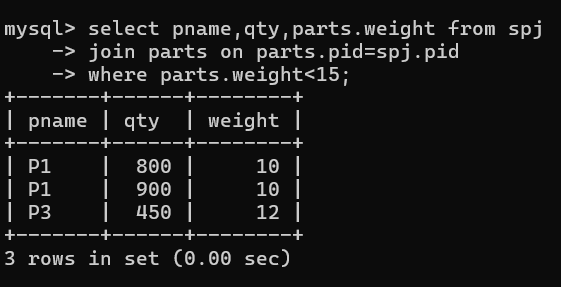 mysql> select pname,qty,parts.weight from spj
    -> join parts on parts.pid=spj.pid
    -> where parts.weight<15;
+-------+------+--------+
| pname | qty  | weight |
+-------+------+--------+
| P1    |  800 |     10 |
| P1    |  900 |     10 |
| P3    |  450 |     12 |
+-------+------+--------+
3 rows in set (0.00 sec)